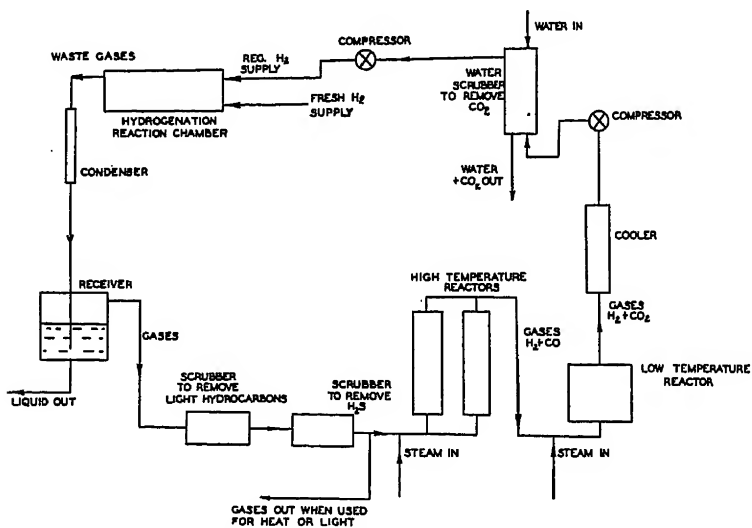 WATER IN
COMPRESSOR
WASTE GASES
REG. H₂
SUPPLY
WATER
SCRUBBER
TO REMOVE
CO₂
FRESH H₂
SUPPLY
HYDROGENATION
REACTION CHAMBER
COMPRESSOR
CONDENSER
WATER
+CO₂ OUT
COOLER
RECEIVER
HIGH TEMPERATURE
REACTORS
GASES
H₂+CO₂
GASES
GASES
H₂+CO
LOW TEMPERATURE
REACTOR
SCRUBBER
TO REMOVE
LIGHT HYDROCARBONS
SCRUBBER
TO REMOVE
H₂S
LIQUID OUT
STEAM IN
STEAM IN
GASES OUT WHEN USED
FOR HEAT OR LIGHT